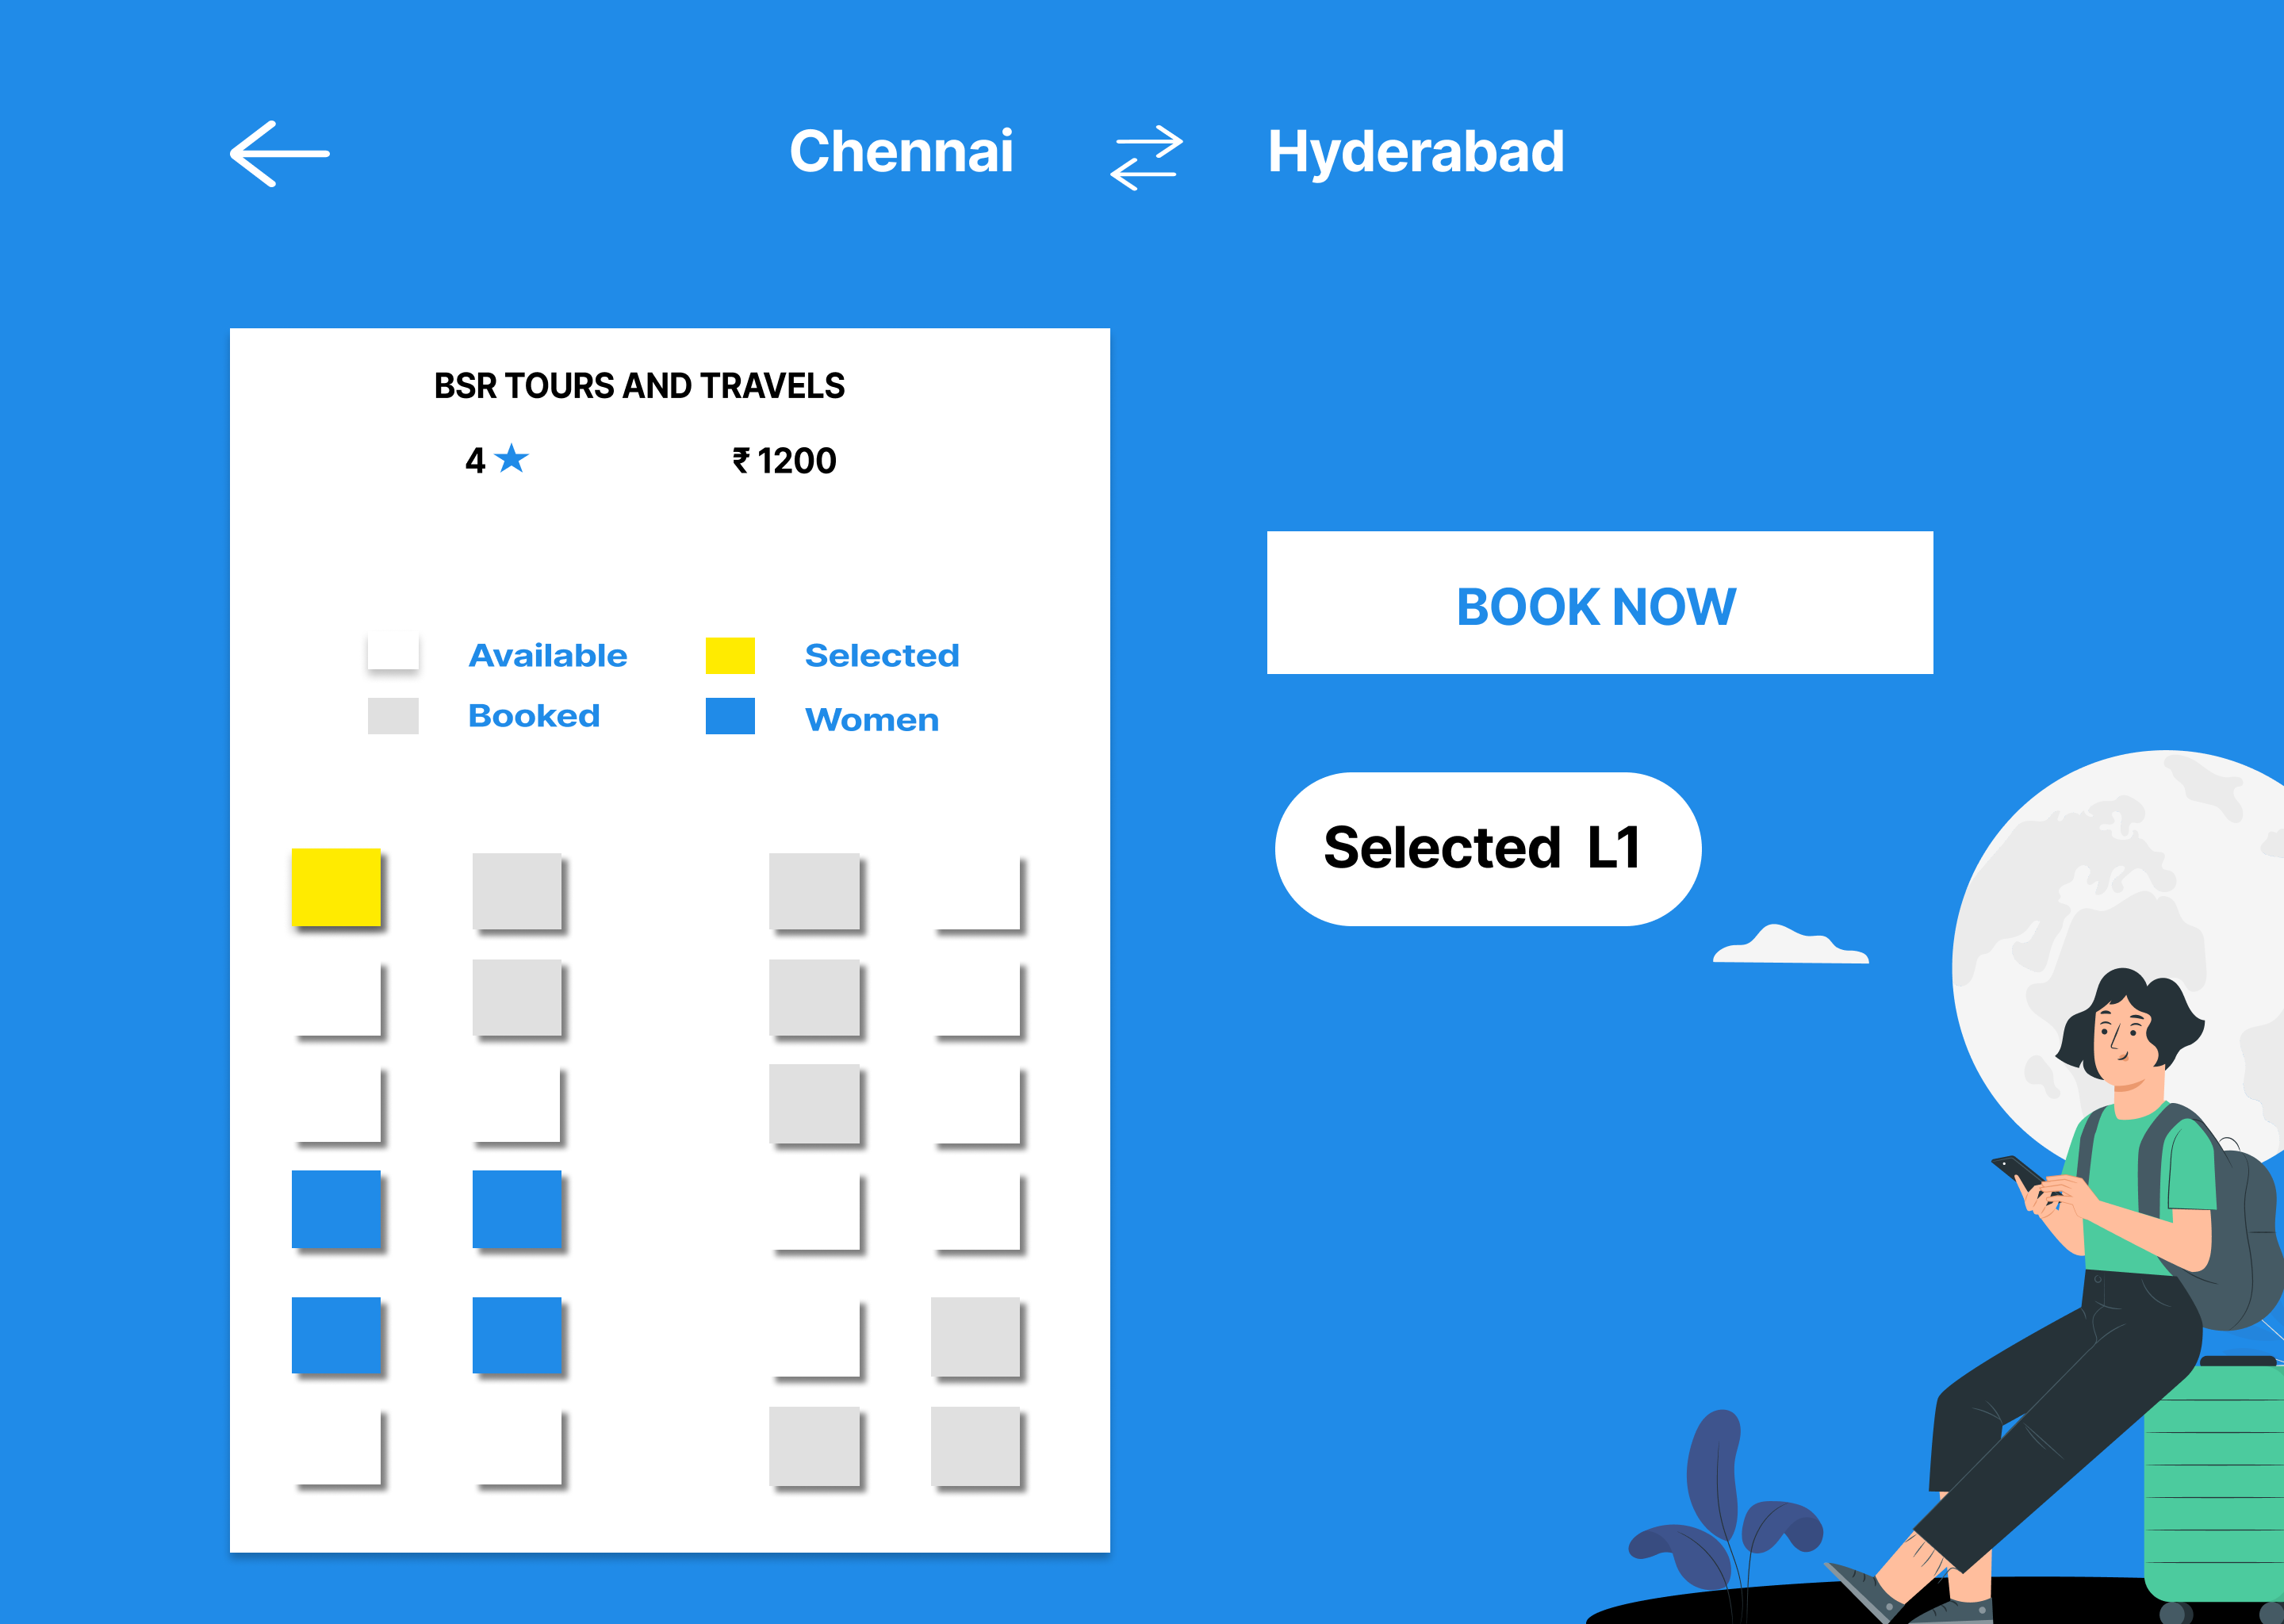 Chennai Hyderabad
BSR TOURS AND TRAVELS
4 ₹ 1200
Available Selected
Booked Women
BOOK NOW
Selected L1